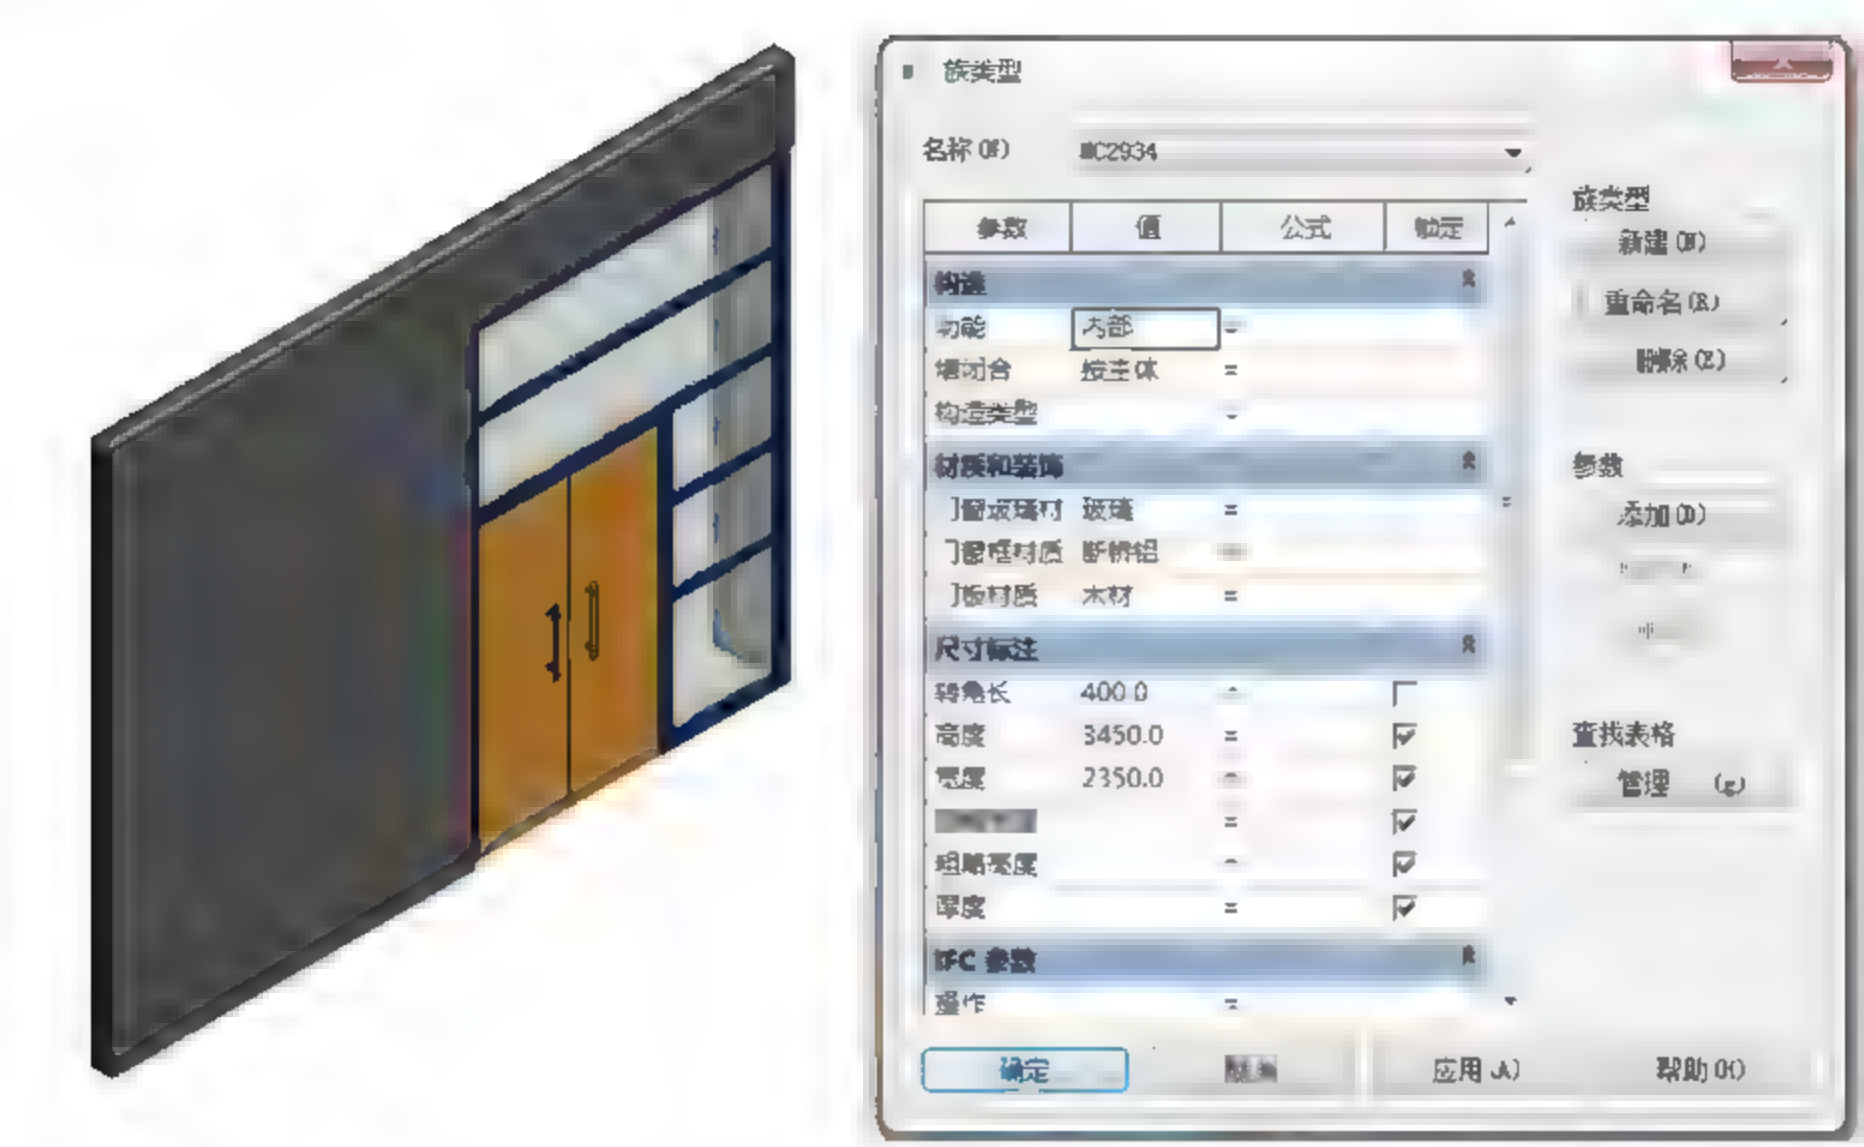 族类型
名称(N) MC2934
参数 值 公式 锁定
构造
功能 内部 =
墙闭合 按主体 =
构造类型
材质和装饰
门窗玻璃材 玻璃 =
门窗框材质 断桥铝
门板材质 木材 =
尺寸标注
转角长 400.0
高度 3450.0 =
宽度 2350.0
=
粗略宽度
厚度 =
IFC 参数
操作 =
族类型
新建(N)
重命名(R)
删除(E)
参数
添加(D)
查找表格
管理 (g)
确定
应用(A)
帮助(H)